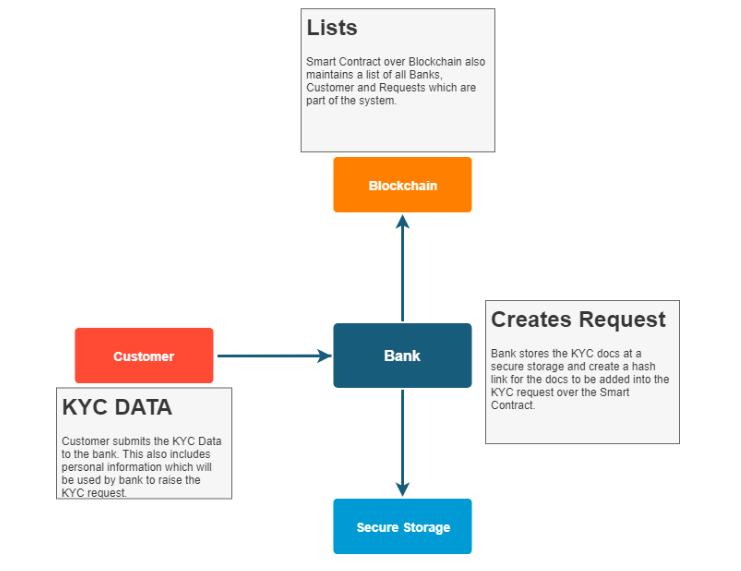 Lists
Smart Contract over Blockchain also
maintains a list of all Banks,
Customer and Requests which are
part of the system.
Blockchain
Customer
Bank
Creates Request
Bank stores the KYC docs at a
secure storage and create a hash
link for the docs to be added into the
KYC request over the Smart
Contract.
KYC DATA
Customer submits the KYC Data
to the bank. This also includes
personal information which will
be used by bank to raise the
KYC request.
Secure Storage